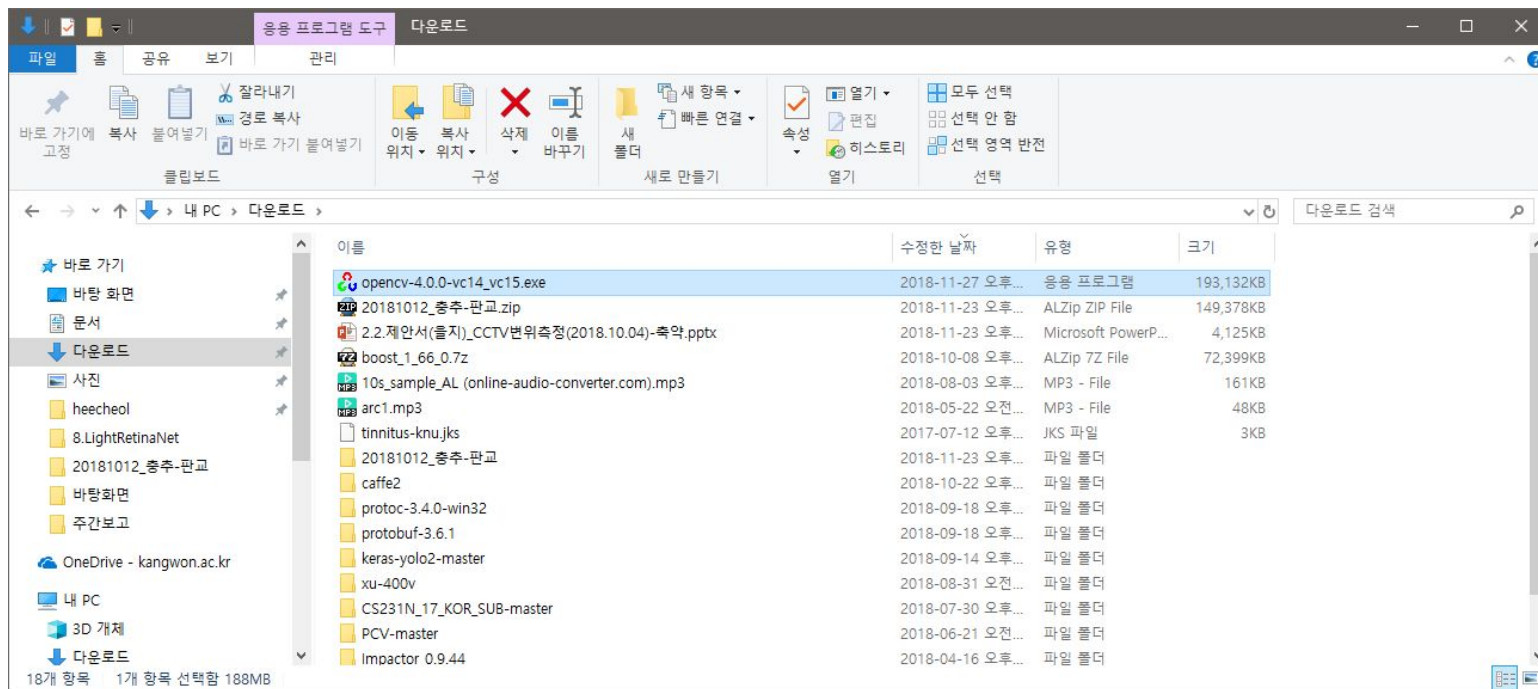 응용 프로그램 도구 다운로드
파일 홈 공유 보기 관리
바로 가기에 고정 복사 붙여넣기 잘라내기 경로 복사 바로 가기 붙여넣기
이동 위치 복사 위치 삭제 이름 바꾸기 새 폴더 새 항목 빠른 연결
속성 열기 편집 히스토리 모두 선택 선택 안 함 선택 영역 반전
클립보드 구성 새로 만들기 열기 선택
내 PC 다운로드 다운로드 검색
이름 수정한 날짜 유형 크기
바로 가기
바탕 화면
문서
다운로드
사진
heecheol
8.LightRetinaNet
20181012_충추-판교
바탕화면
주간보고
OneDrive - kangwon.ac.kr
내 PC
3D 개체
다운로드
opencv-4.0.0-vc14_vc15.exe 2018-11-27 오후... 응용 프로그램 193,132KB
20181012_충추-판교.zip 2018-11-23 오후... ALZip ZIP File 149,378KB
2.2.제안서(을지)_CCTV변위측정(2018.10.04)-축약.pptx 2018-11-23 오후... Microsoft PowerP... 4,125KB
boost_1_66_0.7z 2018-10-08 오후... ALZip 7Z File 72,399KB
10s_sample_AL (online-audio-converter.com).mp3 2018-08-03 오후... MP3 - File 161KB
arc1.mp3 2018-05-22 오전... MP3 - File 48KB
tinnitus-knu.jks 2017-07-12 오후... JKS 파일 3KB
20181012_충추-판교 2018-11-23 오후... 파일 폴더
caffe2 2018-10-22 오후... 파일 폴더
protoc-3.4.0-win32 2018-09-18 오후... 파일 폴더
protobuf-3.6.1 2018-09-18 오후... 파일 폴더
keras-yolo2-master 2018-09-14 오후... 파일 폴더
xu-400v 2018-08-31 오전... 파일 폴더
CS231N_17_KOR_SUB-master 2018-07-30 오후... 파일 폴더
PCV-master 2018-06-21 오전... 파일 폴더
Impactor 0.9.44 2018-04-16 오후... 파일 폴더
18개 항목 1개 항목 선택함 188MB